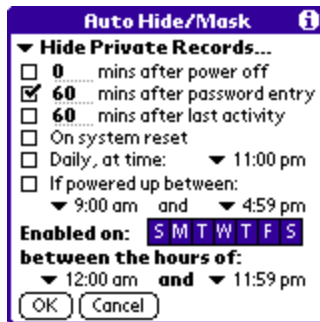 Auto Hide/Mask i
Hide Private Records...
0 mins after power off
60 mins after password entry
60 mins after last activity
On system reset
Daily, at time: 11:00 pm
If powered up between:
9:00 am and 4:59 pm
Enabled on: S M T W T F S
between the hours of:
12:00 am and 11:59 pm
OK Cancel